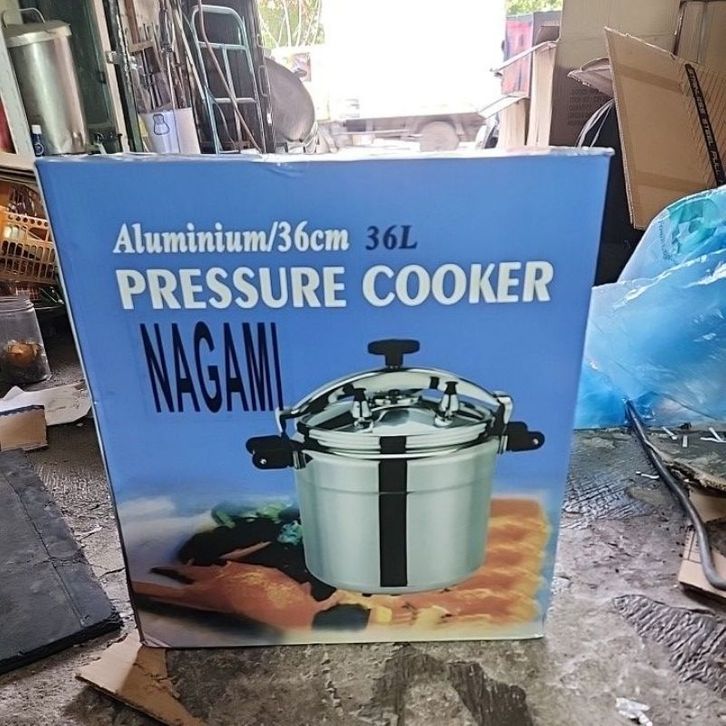 Aluminium/36cm 36L
PRESSURE COOKER
NAGAMI